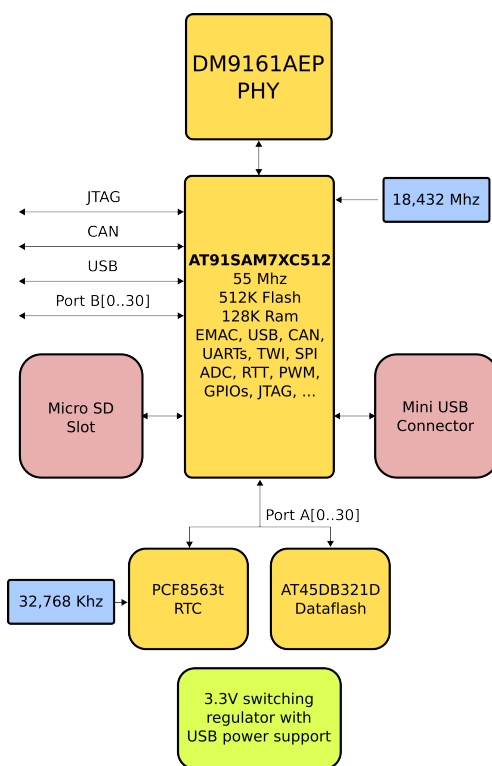 DM9161AEP
PHY
JTAG
18,432 Mhz
CAN
USB
Port B[0..30]
AT91SAM7XC512
55 Mhz
512K Flash
128K Ram
EMAC, USB, CAN,
UARTs, TWI, SPI
ADC, RTT, PWM,
GPIOs, JTAG, ...
Micro SD
Slot
Mini USB
Connector
Port A[0..30]
32,768 Khz
PCF8563t
RTC
AT45DB321D
Dataflash
3.3V switching
regulator with
USB power support